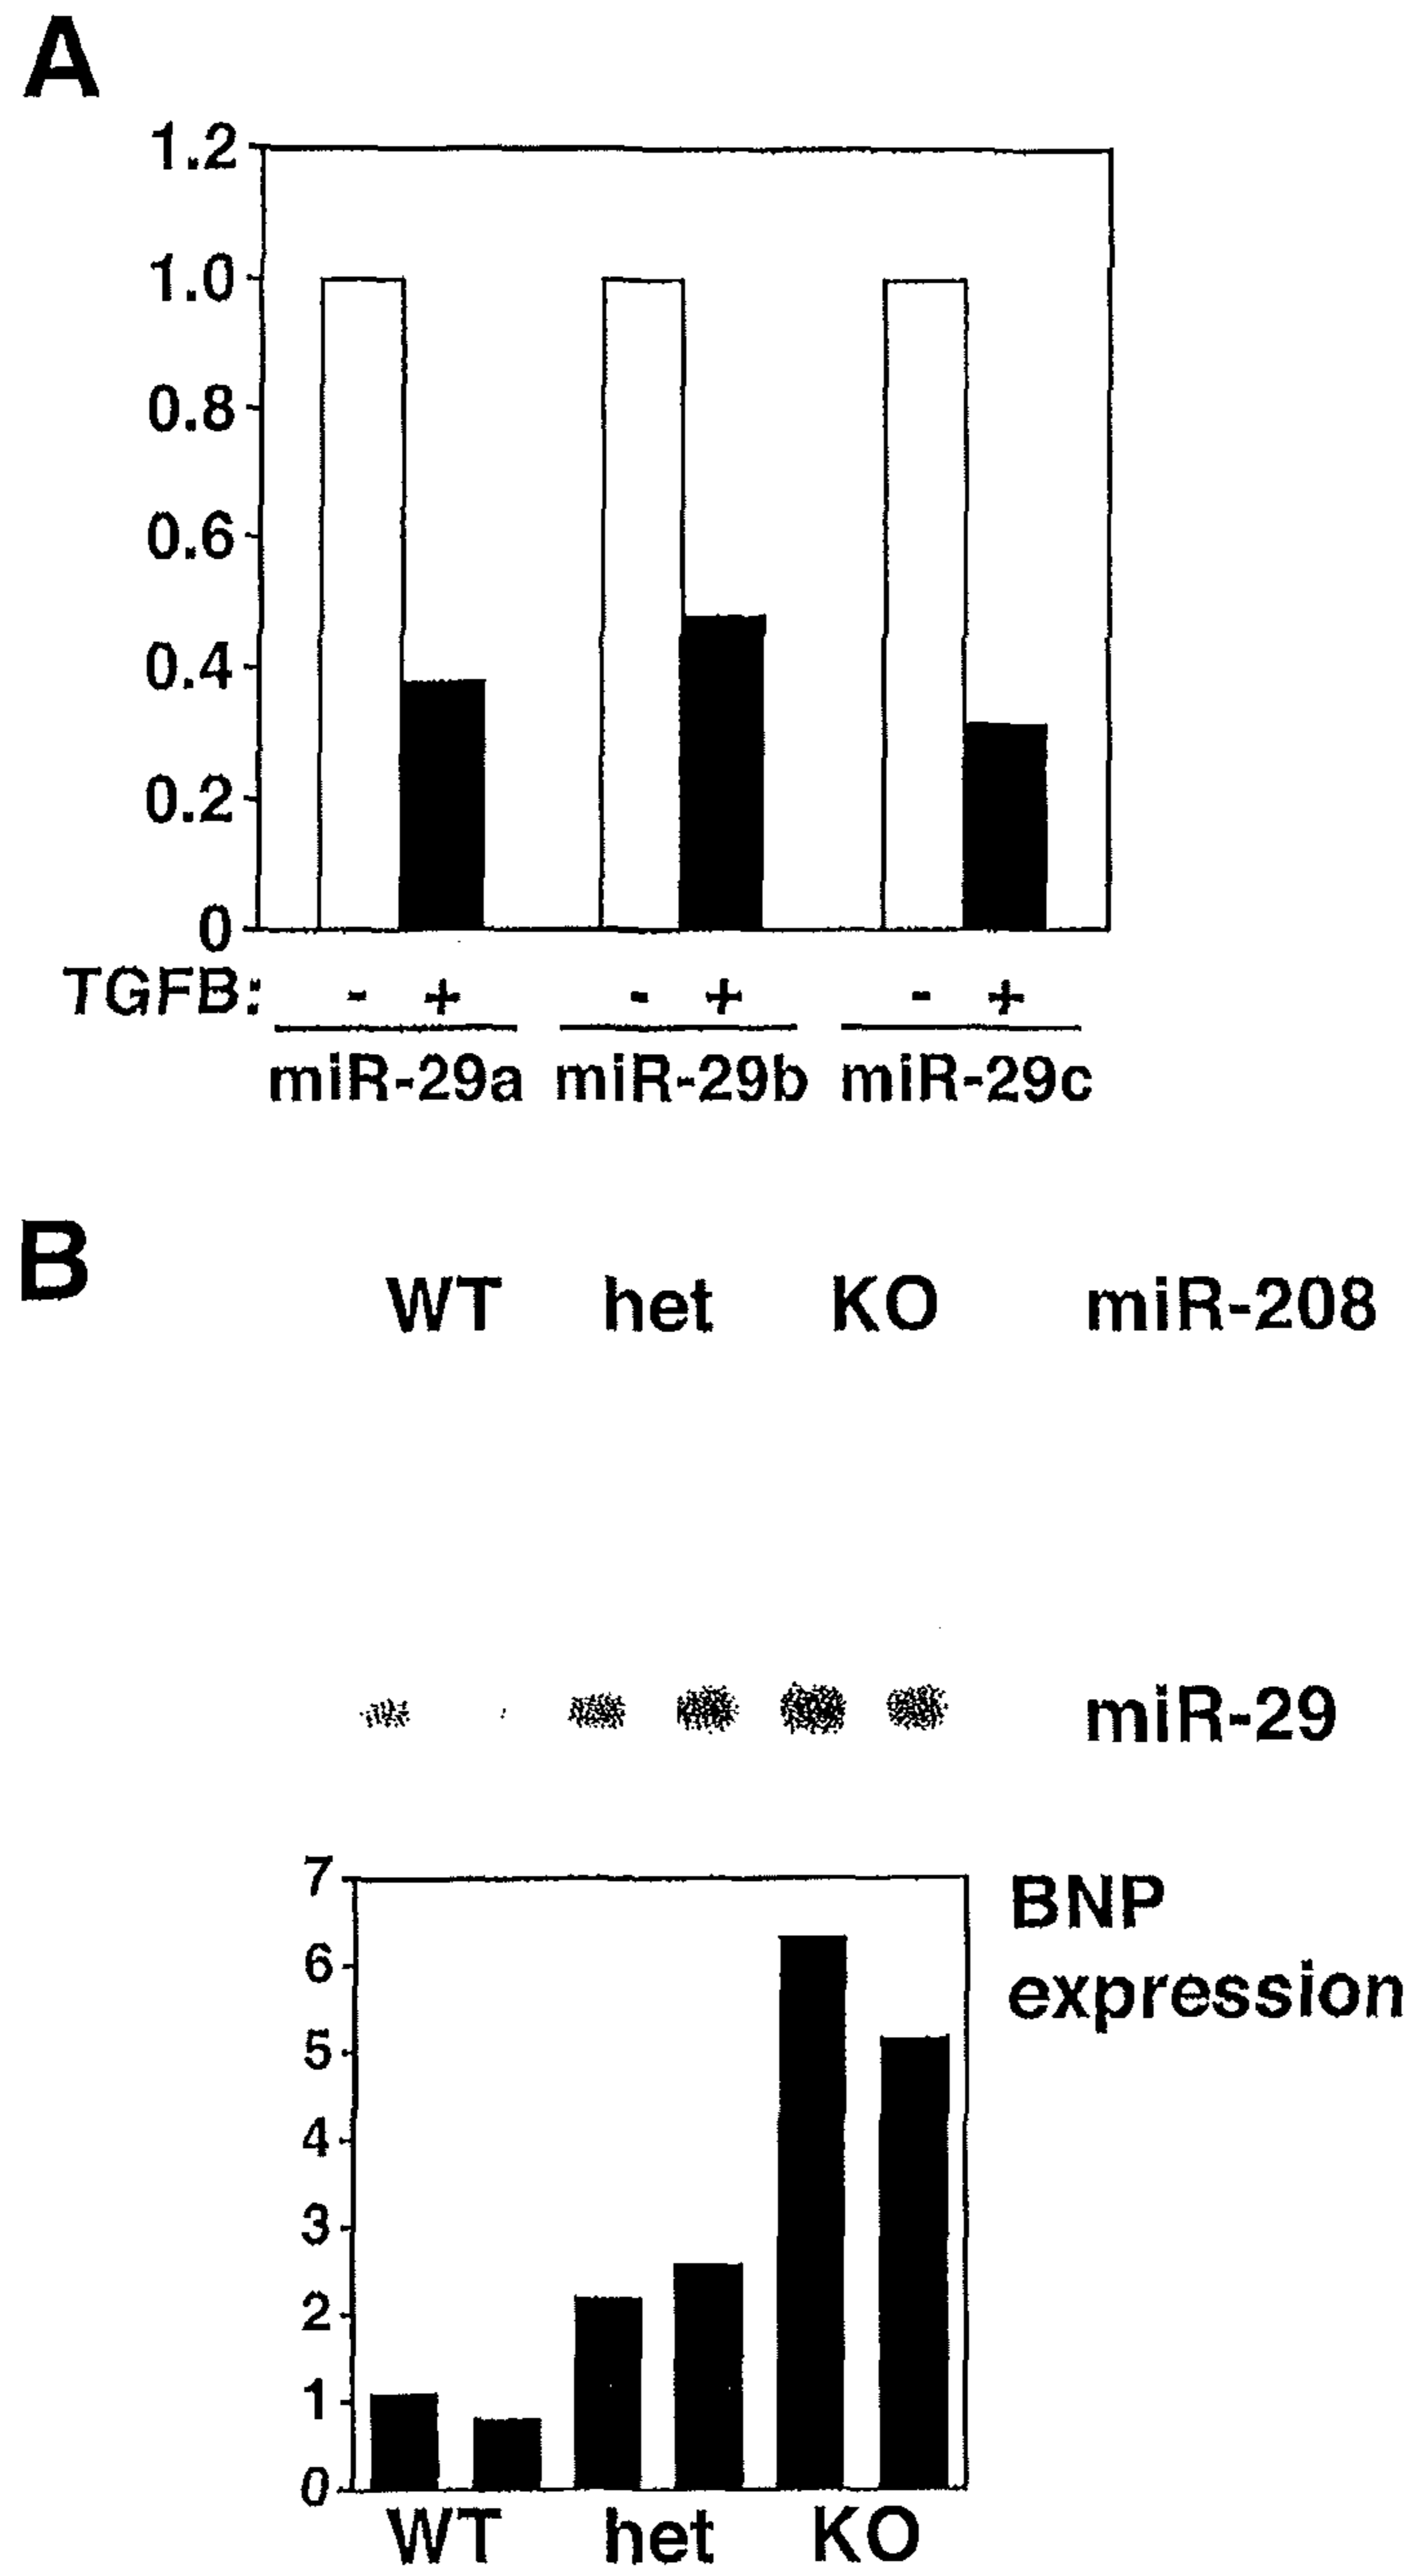 A
1.2
1.0
0.8
0.6
0.4
0.2
0
TGFB: - + - + - +
miR-29a miR-29b miR-29c
B
WT het KO miR-208
miR-29
7
6
5
4
3
2
1
0
BNP
expression
WT het KO